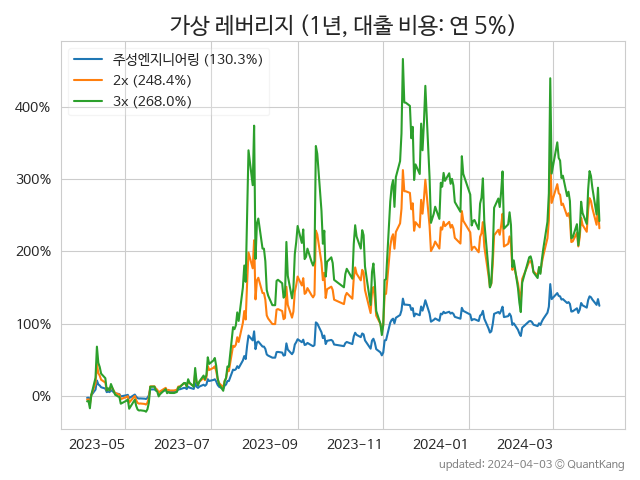 가상 레버리지 (1년, 대출 비용: 연 5%)
주성엔지니어링 (130.3%)
2x (248.4%)
3x (268.0%)
400%
300%
200%
100%
0%
2023-05 2023-07 2023-09 2023-11 2024-01 2024-03
updated: 2024-04-03 © QuantKang